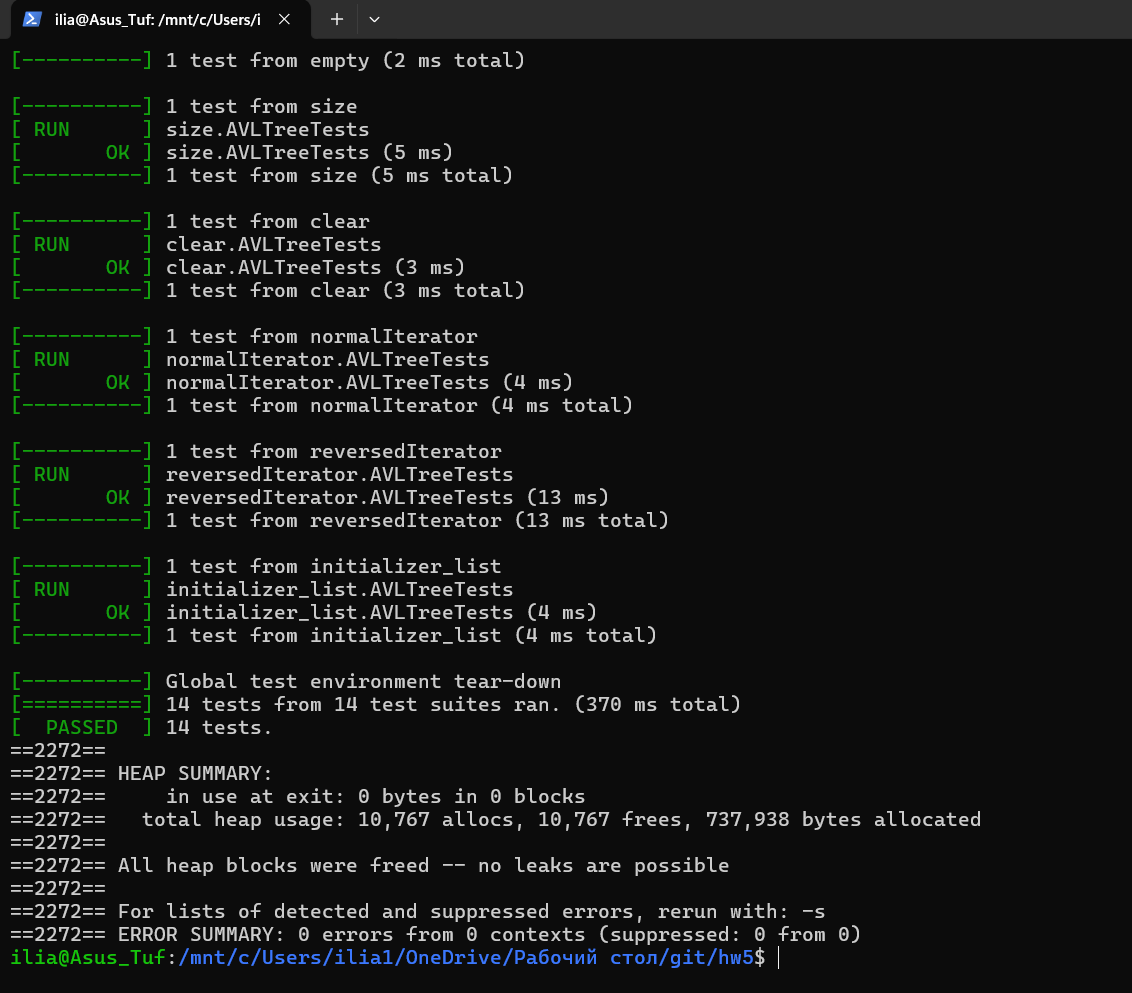 ilia@Asus_Tuf: /mnt/c/Users/i
[----------] 1 test from empty (2 ms total)
[----------] 1 test from size
[ RUN      ] size.AVLTreeTests
[       OK ] size.AVLTreeTests (5 ms)
[----------] 1 test from size (5 ms total)
[----------] 1 test from clear
[ RUN      ] clear.AVLTreeTests
[       OK ] clear.AVLTreeTests (3 ms)
[----------] 1 test from clear (3 ms total)
[----------] 1 test from normalIterator
[ RUN      ] normalIterator.AVLTreeTests
[       OK ] normalIterator.AVLTreeTests (4 ms)
[----------] 1 test from normalIterator (4 ms total)
[----------] 1 test from reversedIterator
[ RUN      ] reversedIterator.AVLTreeTests
[       OK ] reversedIterator.AVLTreeTests (13 ms)
[----------] 1 test from reversedIterator (13 ms total)
[----------] 1 test from initializer_list
[ RUN      ] initializer_list.AVLTreeTests
[       OK ] initializer_list.AVLTreeTests (4 ms)
[----------] 1 test from initializer_list (4 ms total)
[----------] Global test environment tear-down
[==========] 14 tests from 14 test suites ran. (370 ms total)
[  PASSED  ] 14 tests.
==2272==
==2272== HEAP SUMMARY:
==2272==     in use at exit: 0 bytes in 0 blocks
==2272==   total heap usage: 10,767 allocs, 10,767 frees, 737,938 bytes allocated
==2272==
==2272== All heap blocks were freed -- no leaks are possible
==2272==
==2272== For lists of detected and suppressed errors, rerun with: -s
==2272== ERROR SUMMARY: 0 errors from 0 contexts (suppressed: 0 from 0)
ilia@Asus_Tuf:/mnt/c/Users/ilia1/OneDrive/Рабочий стол/git/hw5$